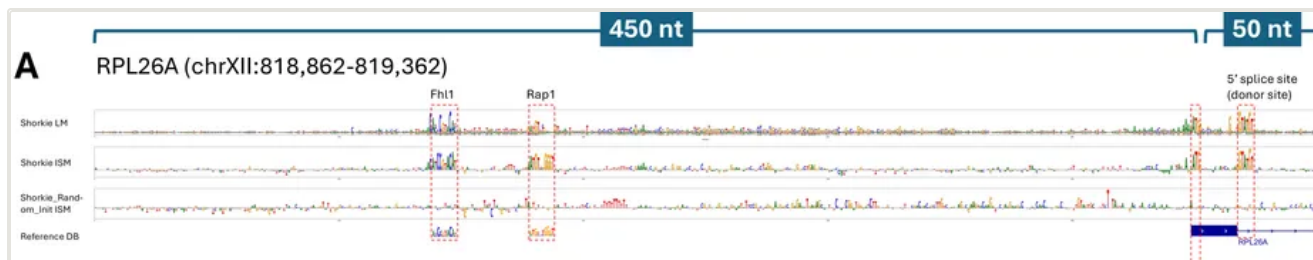 450 nt
50 nt
A
RPL26A (chrXII:818,862-819,362)
Fhl1
Rap1
5' splice site
(donor site)
Shorkie LM
Shorkie ISM
Shorkie_Rand-
om_Init ISM
Reference DB
RPL26A